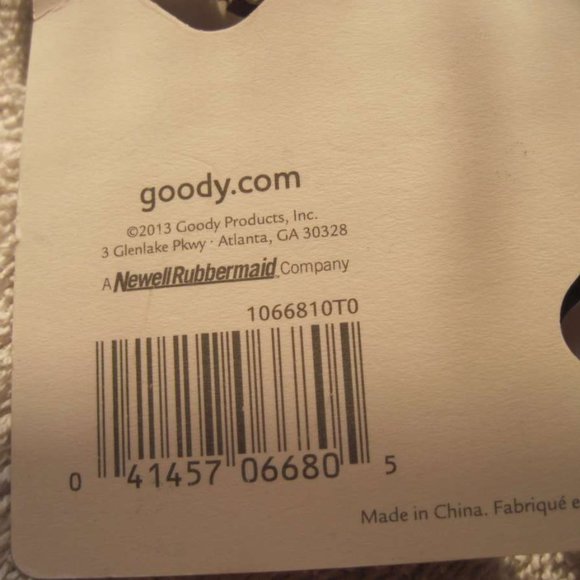 goody.com
©2013 Goody Products, Inc.
3 Glenlake Pkwy · Atlanta, GA 30328
A NewellRubbermaid Company
1066810T0
0 41457 06680 5
Made in China. Fabriqué e